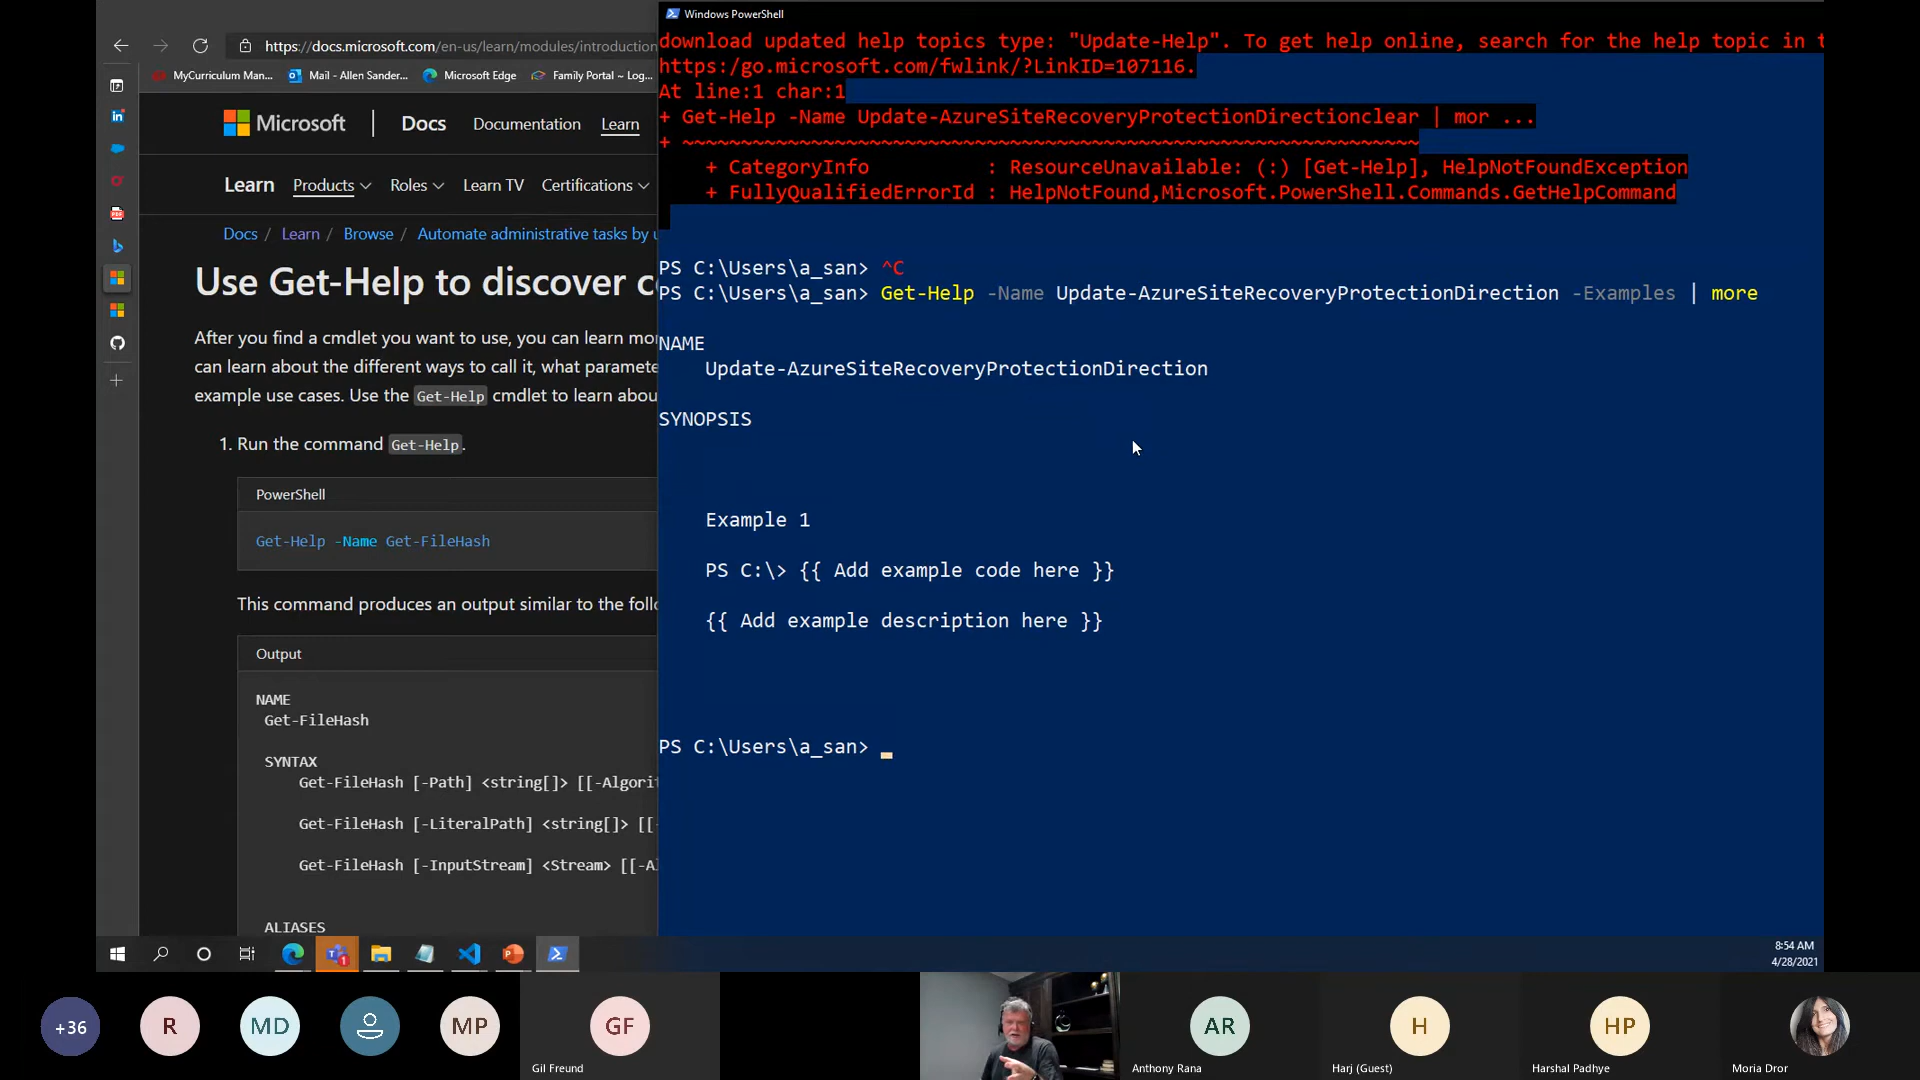 https://docs.microsoft.com/en-us/learn/modules/introduction
MyCurriculum Man...
Mail - Allen Sander...
Microsoft Edge
Family Portal ~ Log...
Microsoft
Docs
Documentation
Learn
Learn
Products
Roles
Learn TV
Certifications
Docs / Learn / Browse / Automate administrative tasks by u
Use Get-Help to discover c
After you find a cmdlet you want to use, you can learn mor
can learn about the different ways to call it, what paramete
example use cases. Use the Get-Help cmdlet to learn abou
1. Run the command Get-Help.
PowerShell
Get-Help -Name Get-FileHash
This command produces an output similar to the follo
Output
NAME
Get-FileHash
SYNTAX
Get-FileHash [-Path] <string[]> [[-Algorit
Get-FileHash [-LiteralPath] <string[]> [[-
Get-FileHash [-InputStream] <Stream> [[-Al
ALIASES
Windows PowerShell
download updated help topics type: "Update-Help". To get help online, search for the help topic in t
https:/go.microsoft.com/fwlink/?LinkID=107116.
At line:1 char:1
+ Get-Help -Name Update-AzureSiteRecoveryProtectionDirectionclear | mor ...
+ ~~~~~~~~~~~~~~~~~~~~~~~~~~~~~~~~~~~~~~~~~~~~~~~~~~~~~~~~~~~~~~~
+ CategoryInfo : ResourceUnavailable: (:) [Get-Help], HelpNotFoundException
+ FullyQualifiedErrorId : HelpNotFound,Microsoft.PowerShell.Commands.GetHelpCommand
PS C:\Users\a_san> ^C
PS C:\Users\a_san> Get-Help -Name Update-AzureSiteRecoveryProtectionDirection -Examples | more
NAME
Update-AzureSiteRecoveryProtectionDirection
SYNOPSIS
Example 1
PS C:\> {{ Add example code here }}
{{ Add example description here }}
PS C:\Users\a_san>
8:54 AM
4/28/2021
+36
R
MD
MP
GF
Gil Freund
AR
Anthony Rana
H
Harj (Guest)
HP
Harshal Padhye
Moria Dror